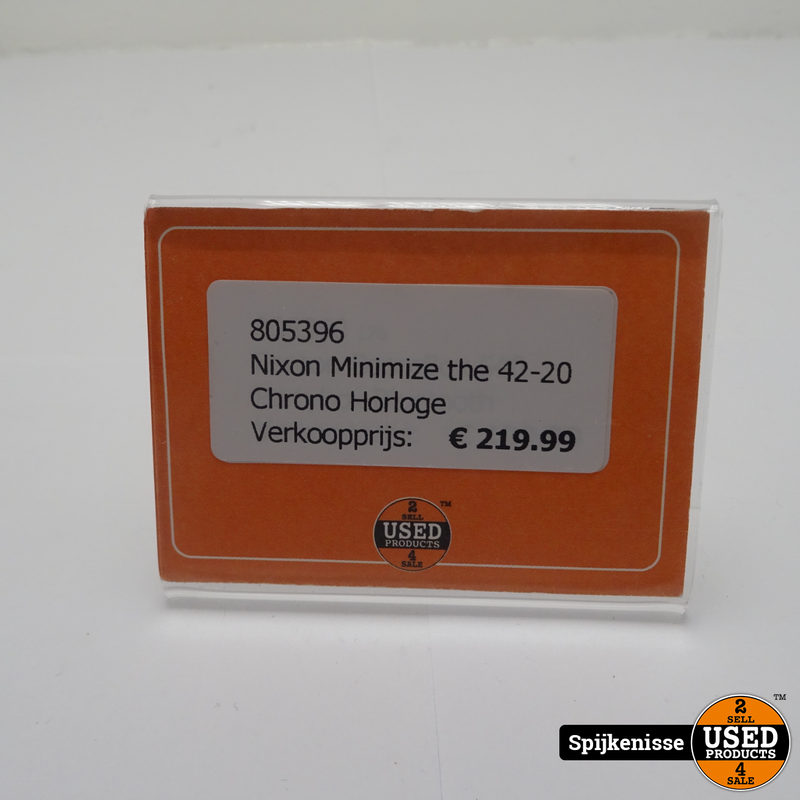 805396
Nixon Minimize the 42-20
Chrono Horloge
Verkoopprijs: € 219.99
2
SELL
USED
PRODUCTS
4
SALE
TM
Spijkenisse
2
SELL
USED
PRODUCTS
4
SALE
TM